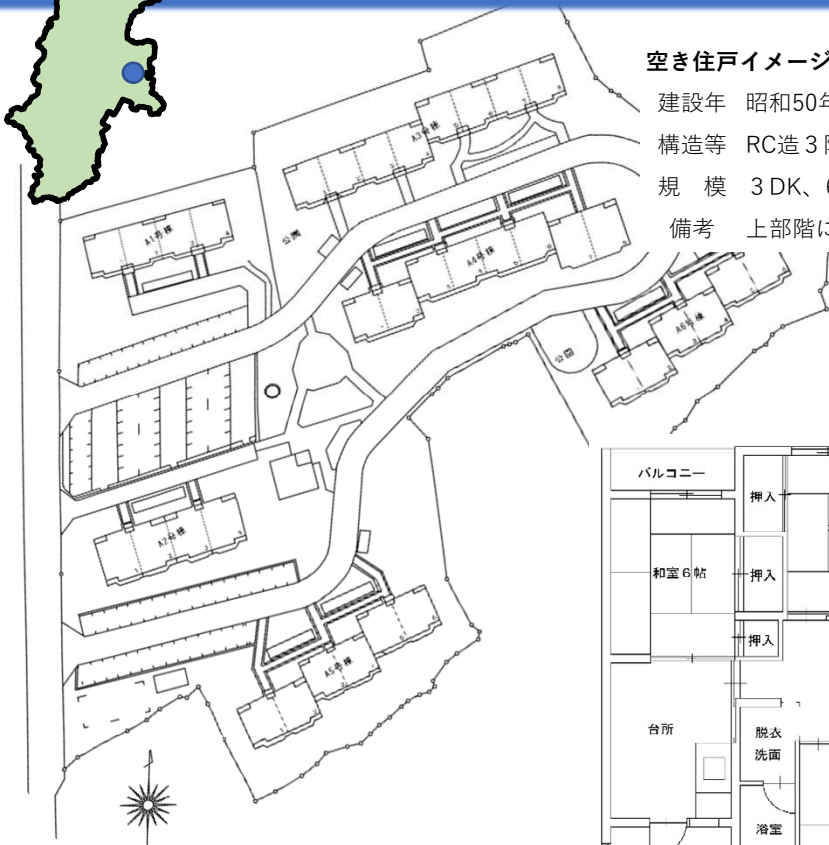 空き住戸イメージ
建設年 昭和50年
構造等 RC造3階
規 模 3DK、6
備考 上部階に
A3号棟
A1号棟
公園
A4号棟
A6号棟
公園
A2号棟
A5号棟
バルコニー
押入
和室6帖
押入
押入
台所
脱衣
洗面
浴室